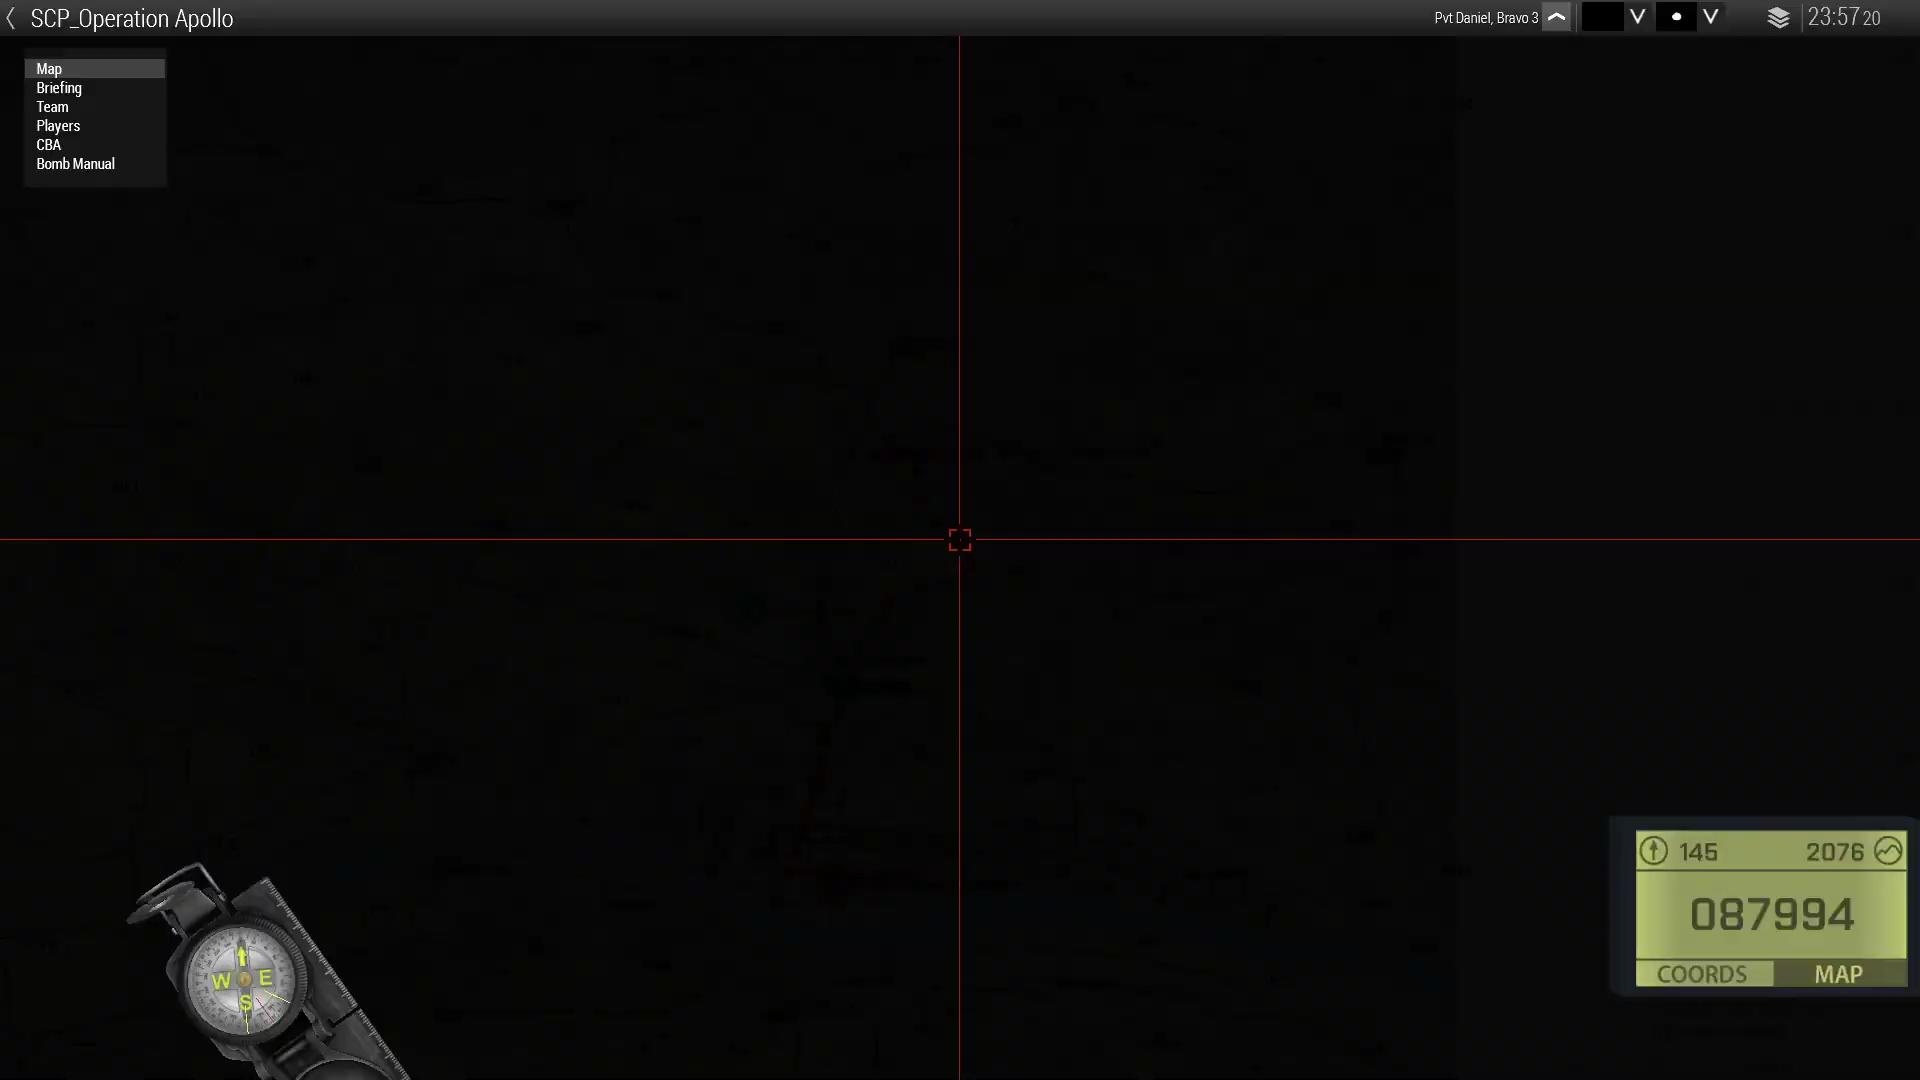 SCP_Operation Apollo
Pvt Daniel, Bravo 3
23:57 20
Map
Briefing
Team
Players
CBA
Bomb Manual
145 2076
087994
COORDS MAP
W E
S